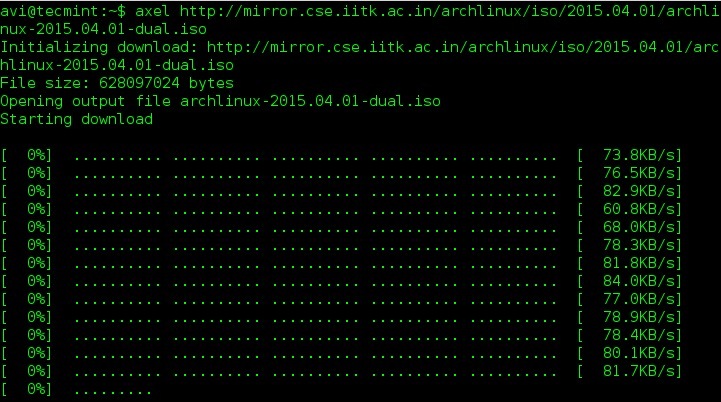 avi@tecmint:~$ axel http://mirror.cse.iitk.ac.in/archlinux/iso/2015.04.01/archli
nux-2015.04.01-dual.iso
Initializing download: http://mirror.cse.iitk.ac.in/archlinux/iso/2015.04.01/arc
hlinux-2015.04.01-dual.iso
File size: 628097024 bytes
Opening output file archlinux-2015.04.01-dual.iso
Starting download

[  0%]  .......... .......... .......... .......... ..........  [  73.8KB/s]
[  0%]  .......... .......... .......... .......... ..........  [  76.5KB/s]
[  0%]  .......... .......... .......... .......... ..........  [  82.9KB/s]
[  0%]  .......... .......... .......... .......... ..........  [  60.8KB/s]
[  0%]  .......... .......... .......... .......... ..........  [  68.0KB/s]
[  0%]  .......... .......... .......... .......... ..........  [  78.3KB/s]
[  0%]  .......... .......... .......... .......... ..........  [  81.8KB/s]
[  0%]  .......... .......... .......... .......... ..........  [  84.0KB/s]
[  0%]  .......... .......... .......... .......... ..........  [  77.0KB/s]
[  0%]  .......... .......... .......... .......... ..........  [  78.9KB/s]
[  0%]  .......... .......... .......... .......... ..........  [  78.4KB/s]
[  0%]  .......... .......... .......... .......... ..........  [  80.1KB/s]
[  0%]  .......... .......... .......... .......... ..........  [  81.7KB/s]
[  0%]  .........